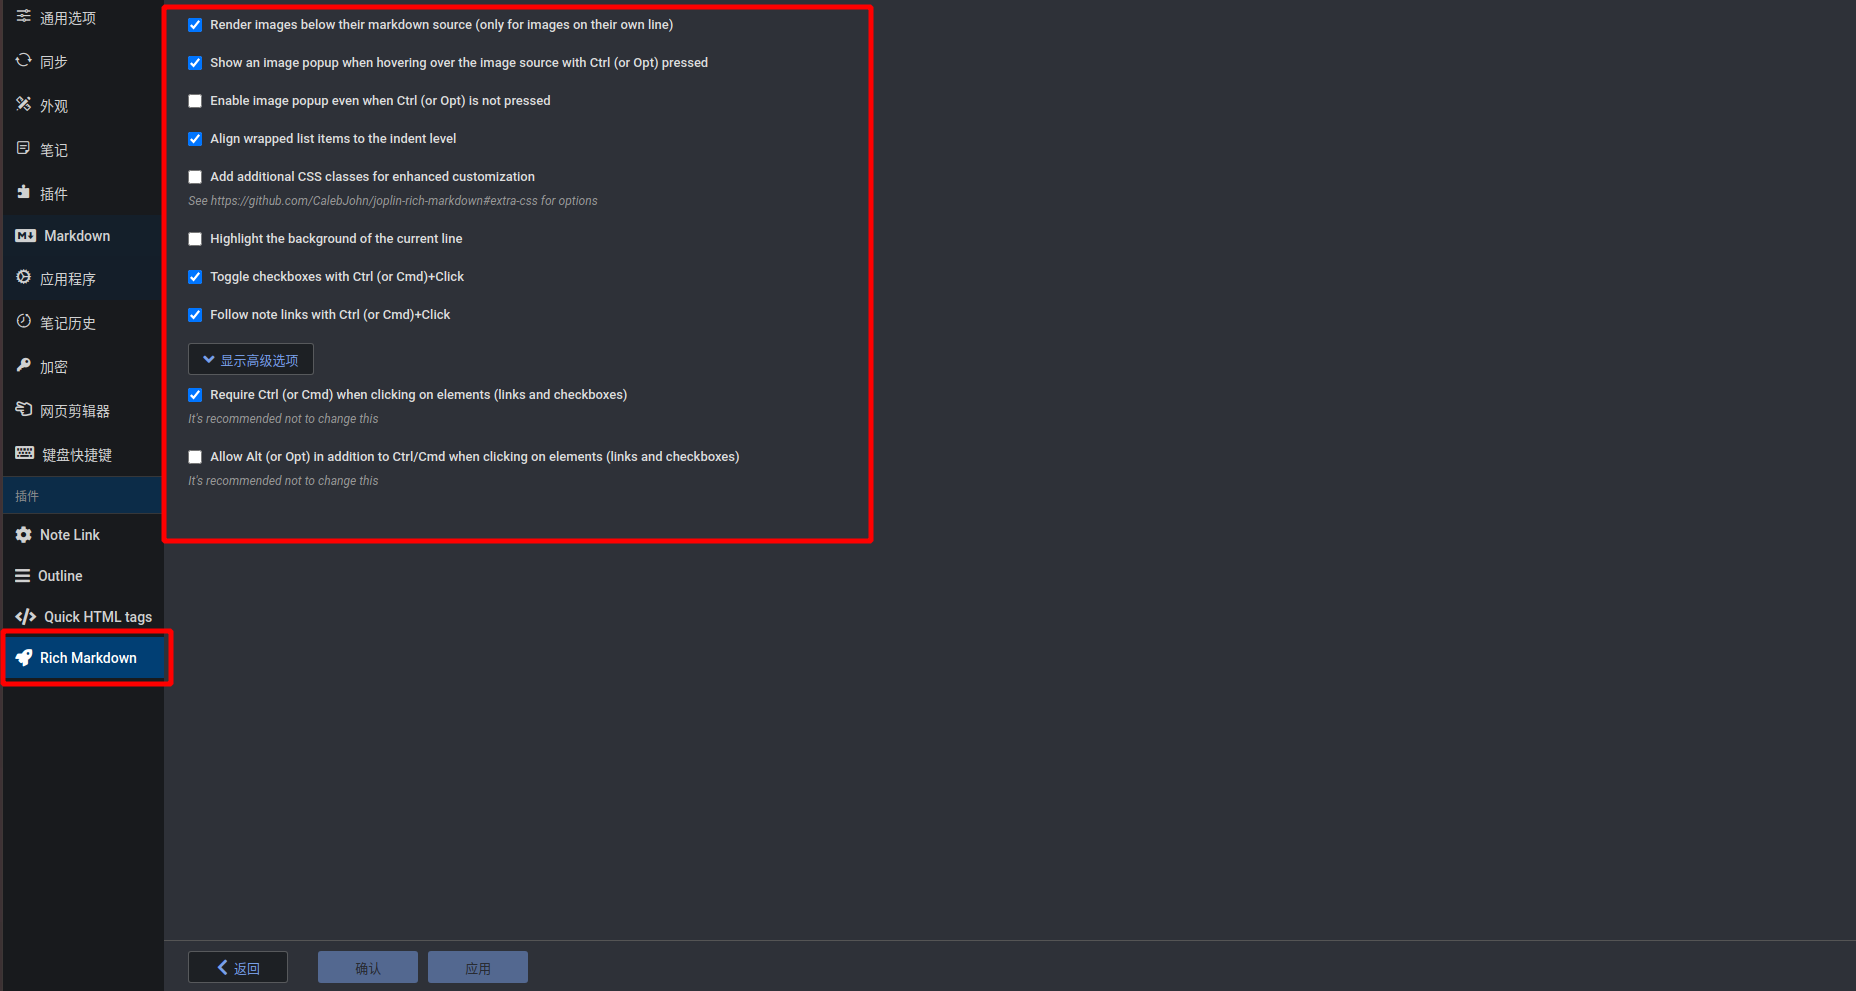 通用选项
同步
外观
笔记
插件
Markdown
应用程序
笔记历史
加密
网页剪辑器
键盘快捷键
插件
Note Link
Outline
Quick HTML tags
Rich Markdown
Render images below their markdown source (only for images on their own line)
Show an image popup when hovering over the image source with Ctrl (or Opt) pressed
Enable image popup even when Ctrl (or Opt) is not pressed
Align wrapped list items to the indent level
Add additional CSS classes for enhanced customization
See https://github.com/CalebJohn/joplin-rich-markdown#extra-css for options
Highlight the background of the current line
Toggle checkboxes with Ctrl (or Cmd)+Click
Follow note links with Ctrl (or Cmd)+Click
显示高级选项
Require Ctrl (or Cmd) when clicking on elements (links and checkboxes)
It's recommended not to change this
Allow Alt (or Opt) in addition to Ctrl/Cmd when clicking on elements (links and checkboxes)
It's recommended not to change this
返回
确认
应用